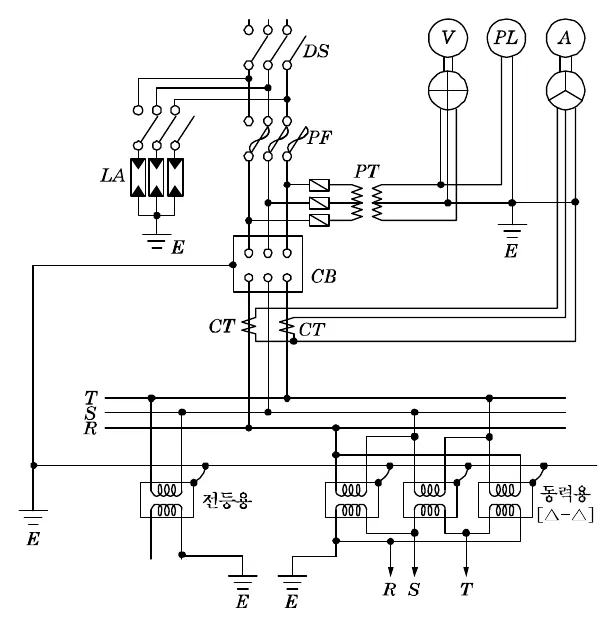 V PL A
DS
PF
LA PT
E E
CB
CT CT
T
S
R
전등용 동력용
[△-△]
E
E E R S T